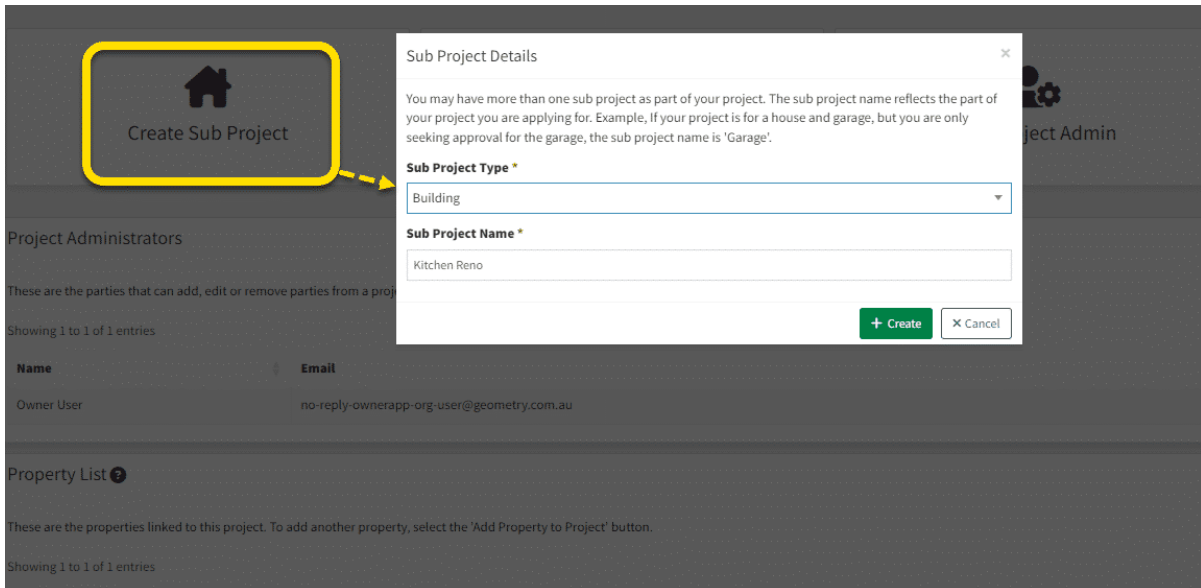 Create Sub Project
Sub Project Details
×
You may have more than one sub project as part of your project. The sub project name reflects the part of
your project you are applying for. Example, If your project is for a house and garage, but you are only
seeking approval for the garage, the sub project name is 'Garage'.
Sub Project Type *
Building
Sub Project Name *
Kitchen Reno
+ Create
× Cancel
ject Admin
Project Administrators
These are the parties that can add, edit or remove parties from a proj
Showing 1 to 1 of 1 entries
Name Email
Owner User no-reply-ownerapp-org-user@geometry.com.au
Property List ?
These are the properties linked to this project. To add another property, select the 'Add Property to Project' button.
Showing 1 to 1 of 1 entries